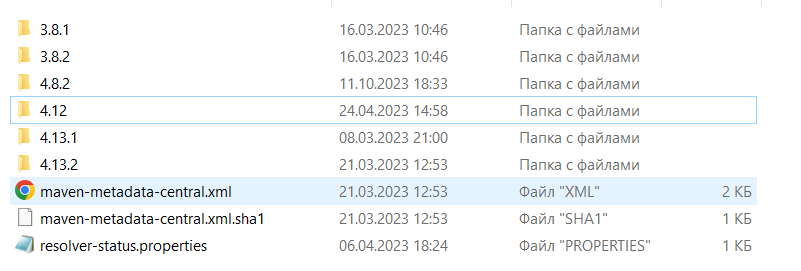 3.8.1 16.03.2023 10:46 Папка с файлами
3.8.2 16.03.2023 10:46 Папка с файлами
4.8.2 11.10.2023 18:33 Папка с файлами
4.12 24.04.2023 14:58 Папка с файлами
4.13.1 08.03.2023 21:00 Папка с файлами
4.13.2 21.03.2023 12:53 Папка с файлами
maven-metadata-central.xml 21.03.2023 12:53 Файл "XML" 2 КБ
maven-metadata-central.xml.sha1 21.03.2023 12:53 Файл "SHA1" 1 КБ
resolver-status.properties 06.04.2023 18:24 Файл "PROPERTIES" 1 КБ